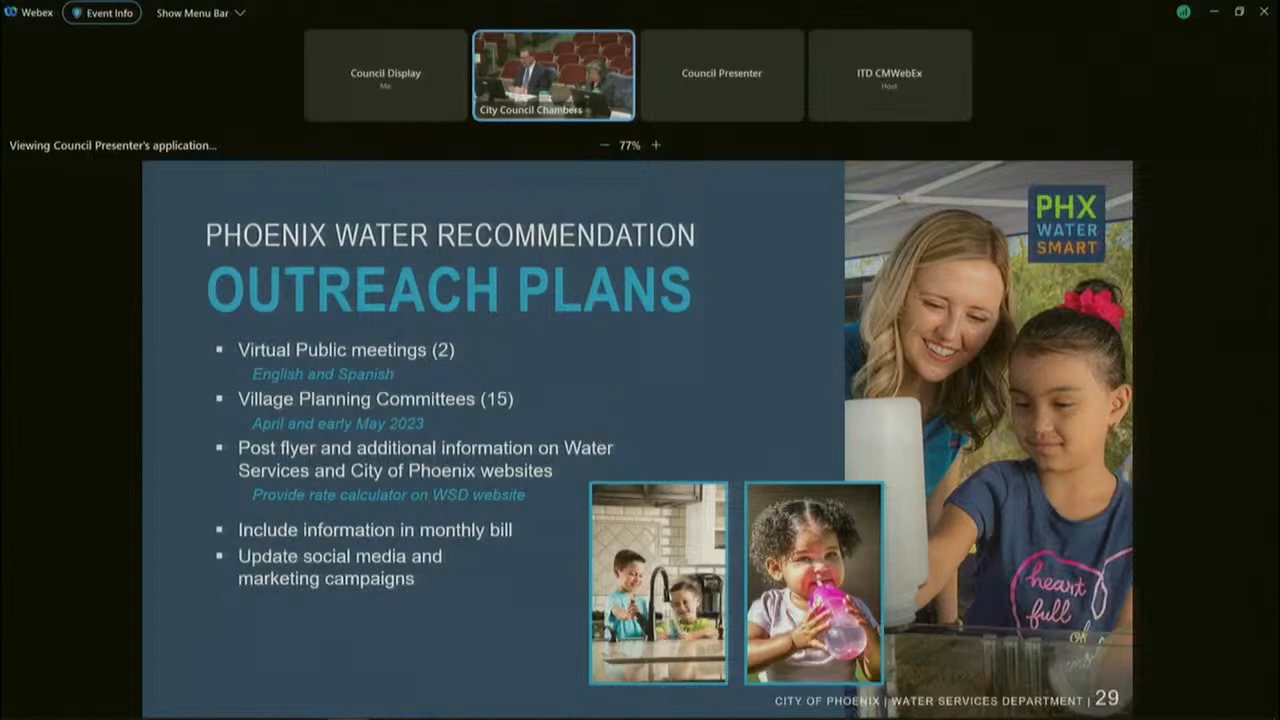 Webex
Event Info
Show Menu Bar
Council Display
Me
City Council Chambers
Council Presenter
ITD CMWebEx
Host
Viewing Council Presenter's application...
77%
PHX
WATER
SMART
PHOENIX WATER RECOMMENDATION
OUTREACH PLANS
▪ Virtual Public meetings (2)
English and Spanish
▪ Village Planning Committees (15)
April and early May 2023
▪ Post flyer and additional information on Water
Services and City of Phoenix websites
Provide rate calculator on WSD website
▪ Include information in monthly bill
▪ Update social media and
marketing campaigns
heart
full
of
CITY OF PHOENIX | WATER SERVICES DEPARTMENT | 29